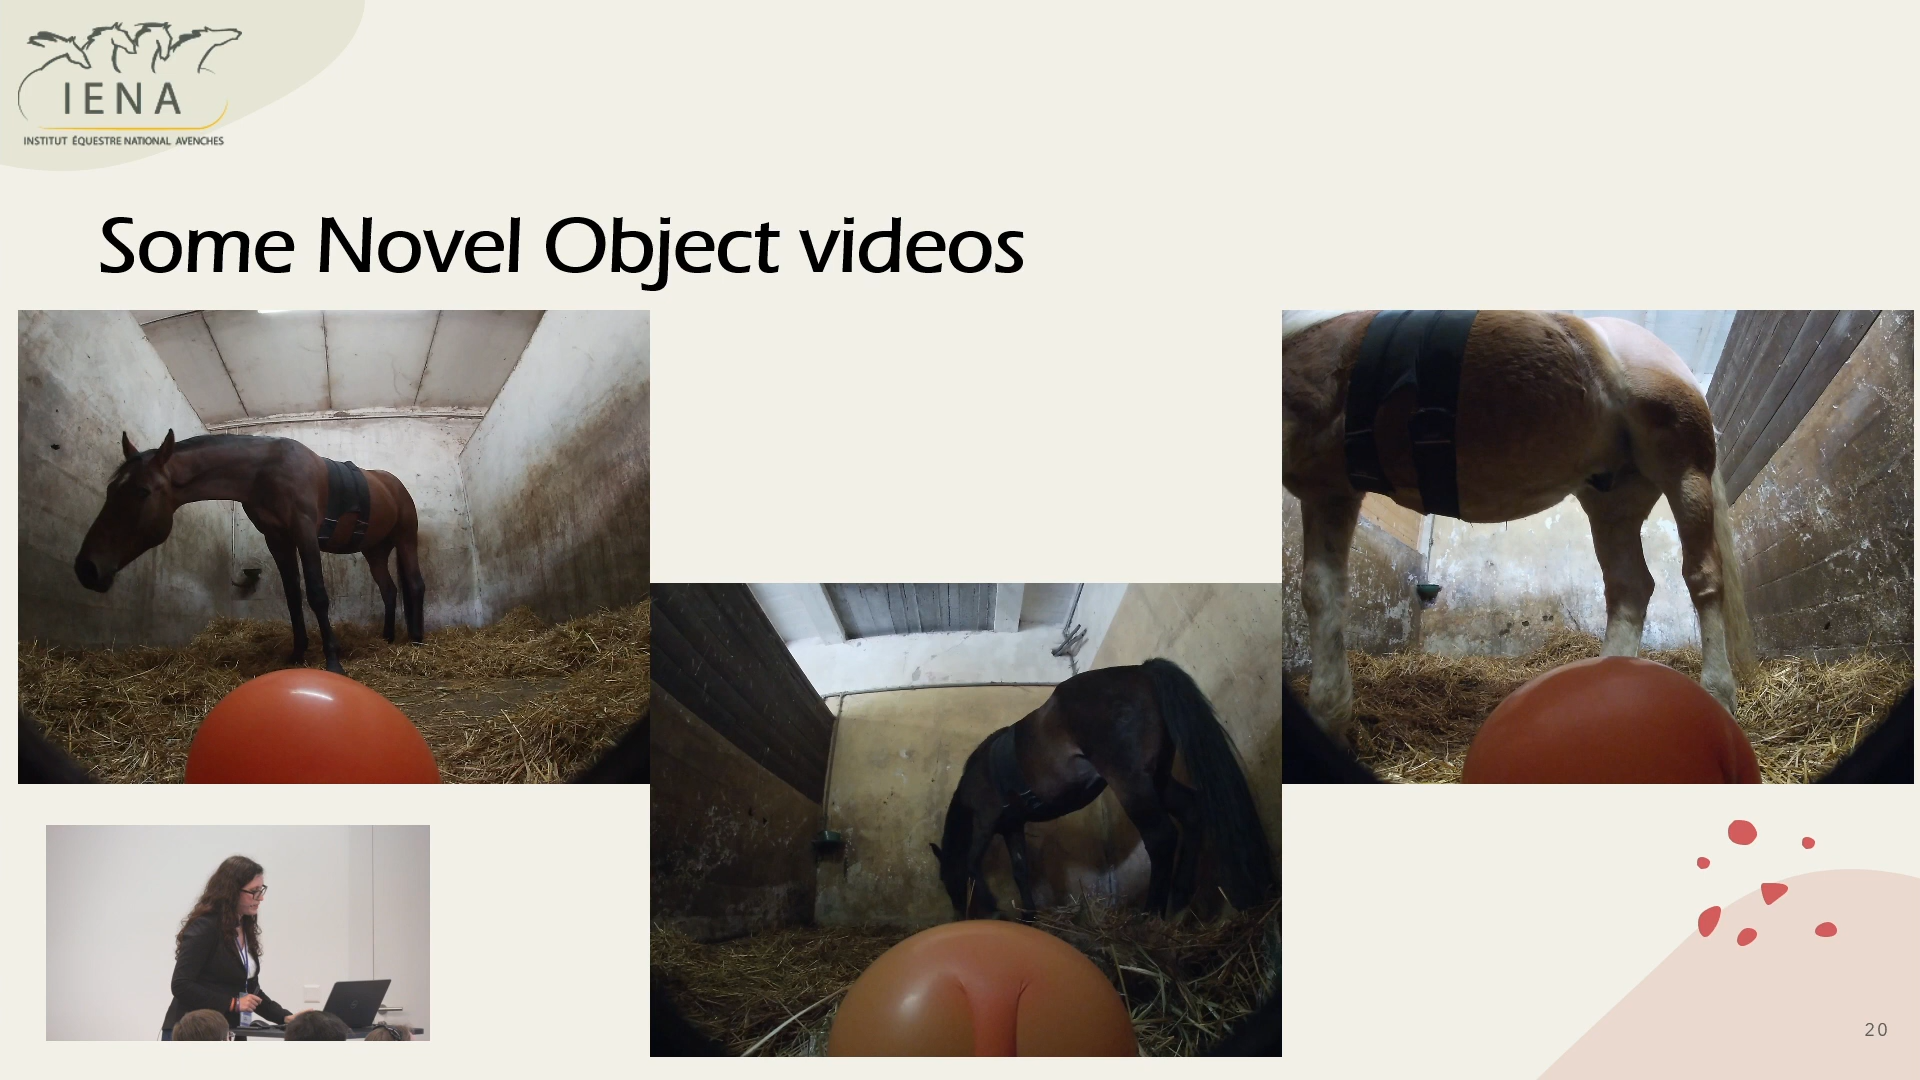 IENA
INSTITUT ÉQUESTRE NATIONAL AVENCHES
Some Novel Object videos
20